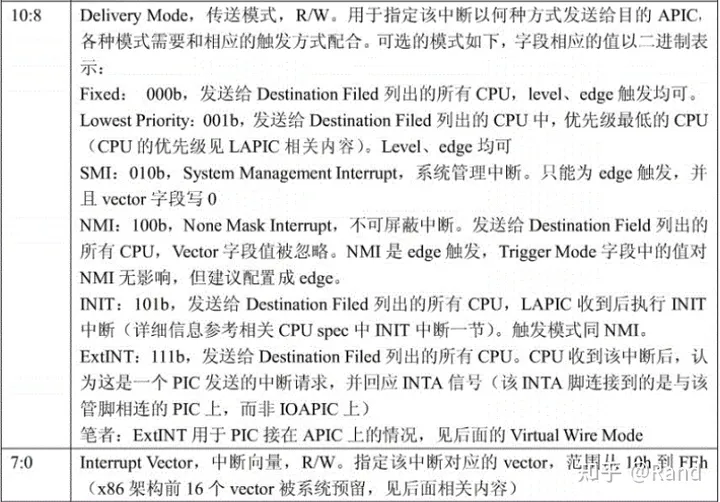 10:8
Delivery Mode，传送模式，R/W。用于指定该中断以何种方式发送给目的 APIC，
各种模式需要和相应的触发方式配合。可选的模式如下，字段相应的值以二进制表
示：
Fixed： 000b，发送给 Destination Filed 列出的所有 CPU，level、edge 触发均可。
Lowest Priority：001b，发送给 Destination Filed 列出的 CPU 中，优先级最低的 CPU
（CPU 的优先级见 LAPIC 相关内容）。Level、edge 均可
SMI：010b，System Management Interrupt，系统管理中断。只能为 edge 触发，并
且 vector 字段写 0
NMI：100b，None Mask Interrupt，不可屏蔽中断。发送给 Destination Field 列出的
所有 CPU，Vector 字段值被忽略。NMI 是 edge 触发，Trigger Mode 字段中的值对
NMI 无影响，但建议配置成 edge。
INIT：101b，发送给 Destination Filed 列出的所有 CPU，LAPIC 收到后执行 INIT
中断（详细信息参考相关 CPU spec 中 INIT 中断一节）。触发模式同 NMI。
ExtINT：111b，发送给 Destination Filed 列出的所有 CPU。CPU 收到该中断后，认
为这是一个 PIC 发送的中断请求，并回应 INTA 信号（该 INTA 脚连接到的是与该
管脚相连的 PIC 上，而非 IOAPIC 上）
笔者：ExtINT 用于 PIC 接在 APIC 上的情况，见后面的 Virtual Wire Mode
7:0
Interrupt Vector，中断向量，R/W。指定该中断对应的 vector，范围从 10h 到 FFh
（x86 架构前 16 个 vector 被系统预留，见后面相关内容）
知乎 @Rand